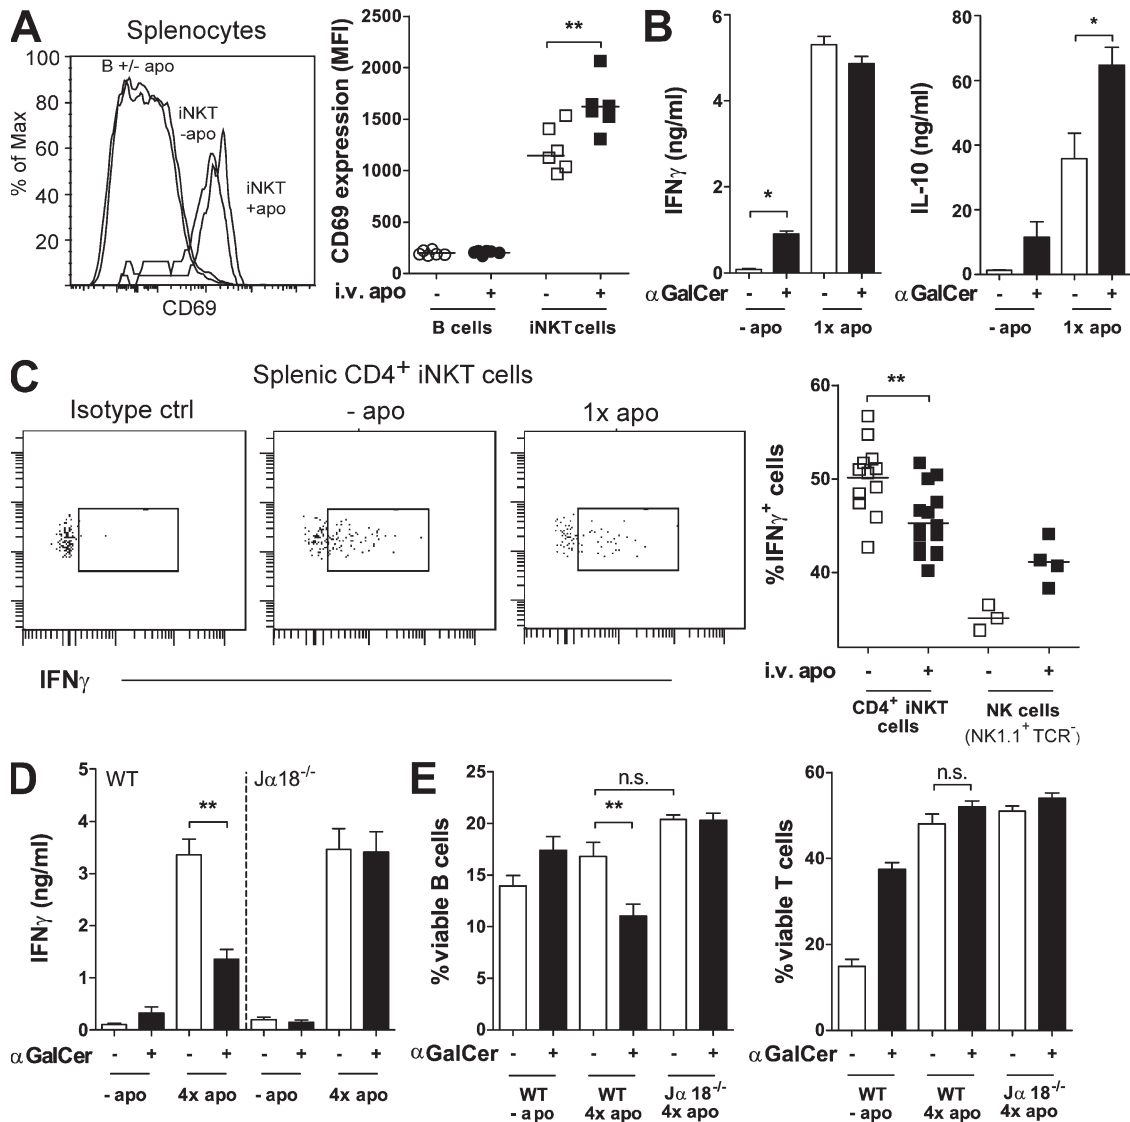 A
Splenocytes
% of Max
100
80
60
40
20
B +/- apo
iNKT
-apo
iNKT
+apo
CD69
CD69 expression (MFI)
2500
2000
1500
1000
500
0
**
i.v. apo - + - +
B cells iNKT cells
B
IFNγ (ng/ml)
6
4
2
0
*
αGalCer - + - +
- apo 1x apo
IL-10 (ng/ml)
80
60
40
20
0
*
αGalCer - + - +
- apo 1x apo
C
Splenic CD4+ iNKT cells
Isotype ctrl - apo 1x apo
IFNγ
% IFNγ+ cells
60
50
40
**
i.v. apo - + - +
CD4+ iNKT
cells
NK cells
(NK1.1+ TCR-)
D
WT Jα18-/-
IFNγ (ng/ml)
5
4
3
2
1
0
**
αGalCer - + - + - + - +
- apo 4x apo - apo 4x apo
E
% viable B cells
25
20
15
10
5
0
n.s.
**
αGalCer - + - + - +
WT WT Jα 18-/-
- apo 4x apo 4x apo
% viable T cells
60
40
20
0
n.s.
αGalCer - + - + - +
WT WT Jα 18-/-
- apo 4x apo 4x apo